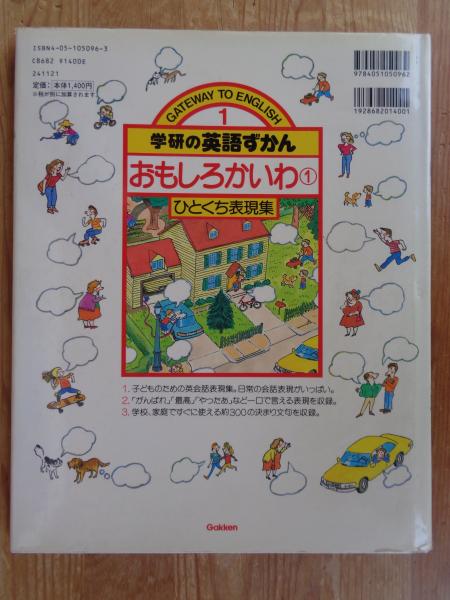 ISBN4-05-105096-3
C8682 ¥1400E
241121
定価:本体1,400円
※税が別に加算されます。
9784051050962
1928682014001
GATEWAY TO ENGLISH
1
学研の英語ずかん
おもしろかいわ①
ひとくち表現集
1. 子どものための英会話表現集。日常の会話表現がいっぱい。
2. 「がんばれ」「最高」「やったあ」など一口で言える表現を収録。
3. 学校、家庭ですぐに使える約300の決まり文句を収録。
Gakken